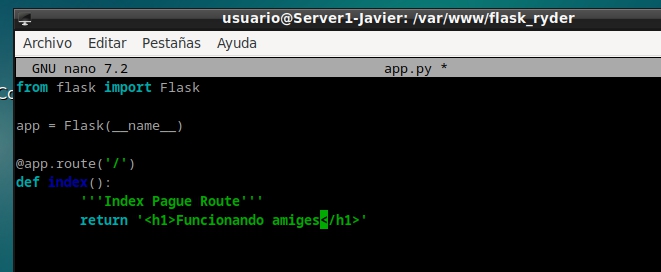 usuario@Server1-Javier: /var/www/flask_ryder
Archivo Editar Pestañas Ayuda
GNU nano 7.2 app.py *
from flask import Flask
app = Flask(__name__)
@app.route('/')
def index():
'''Index Pague Route'''
return '<h1>Funcionando amiges</h1>'